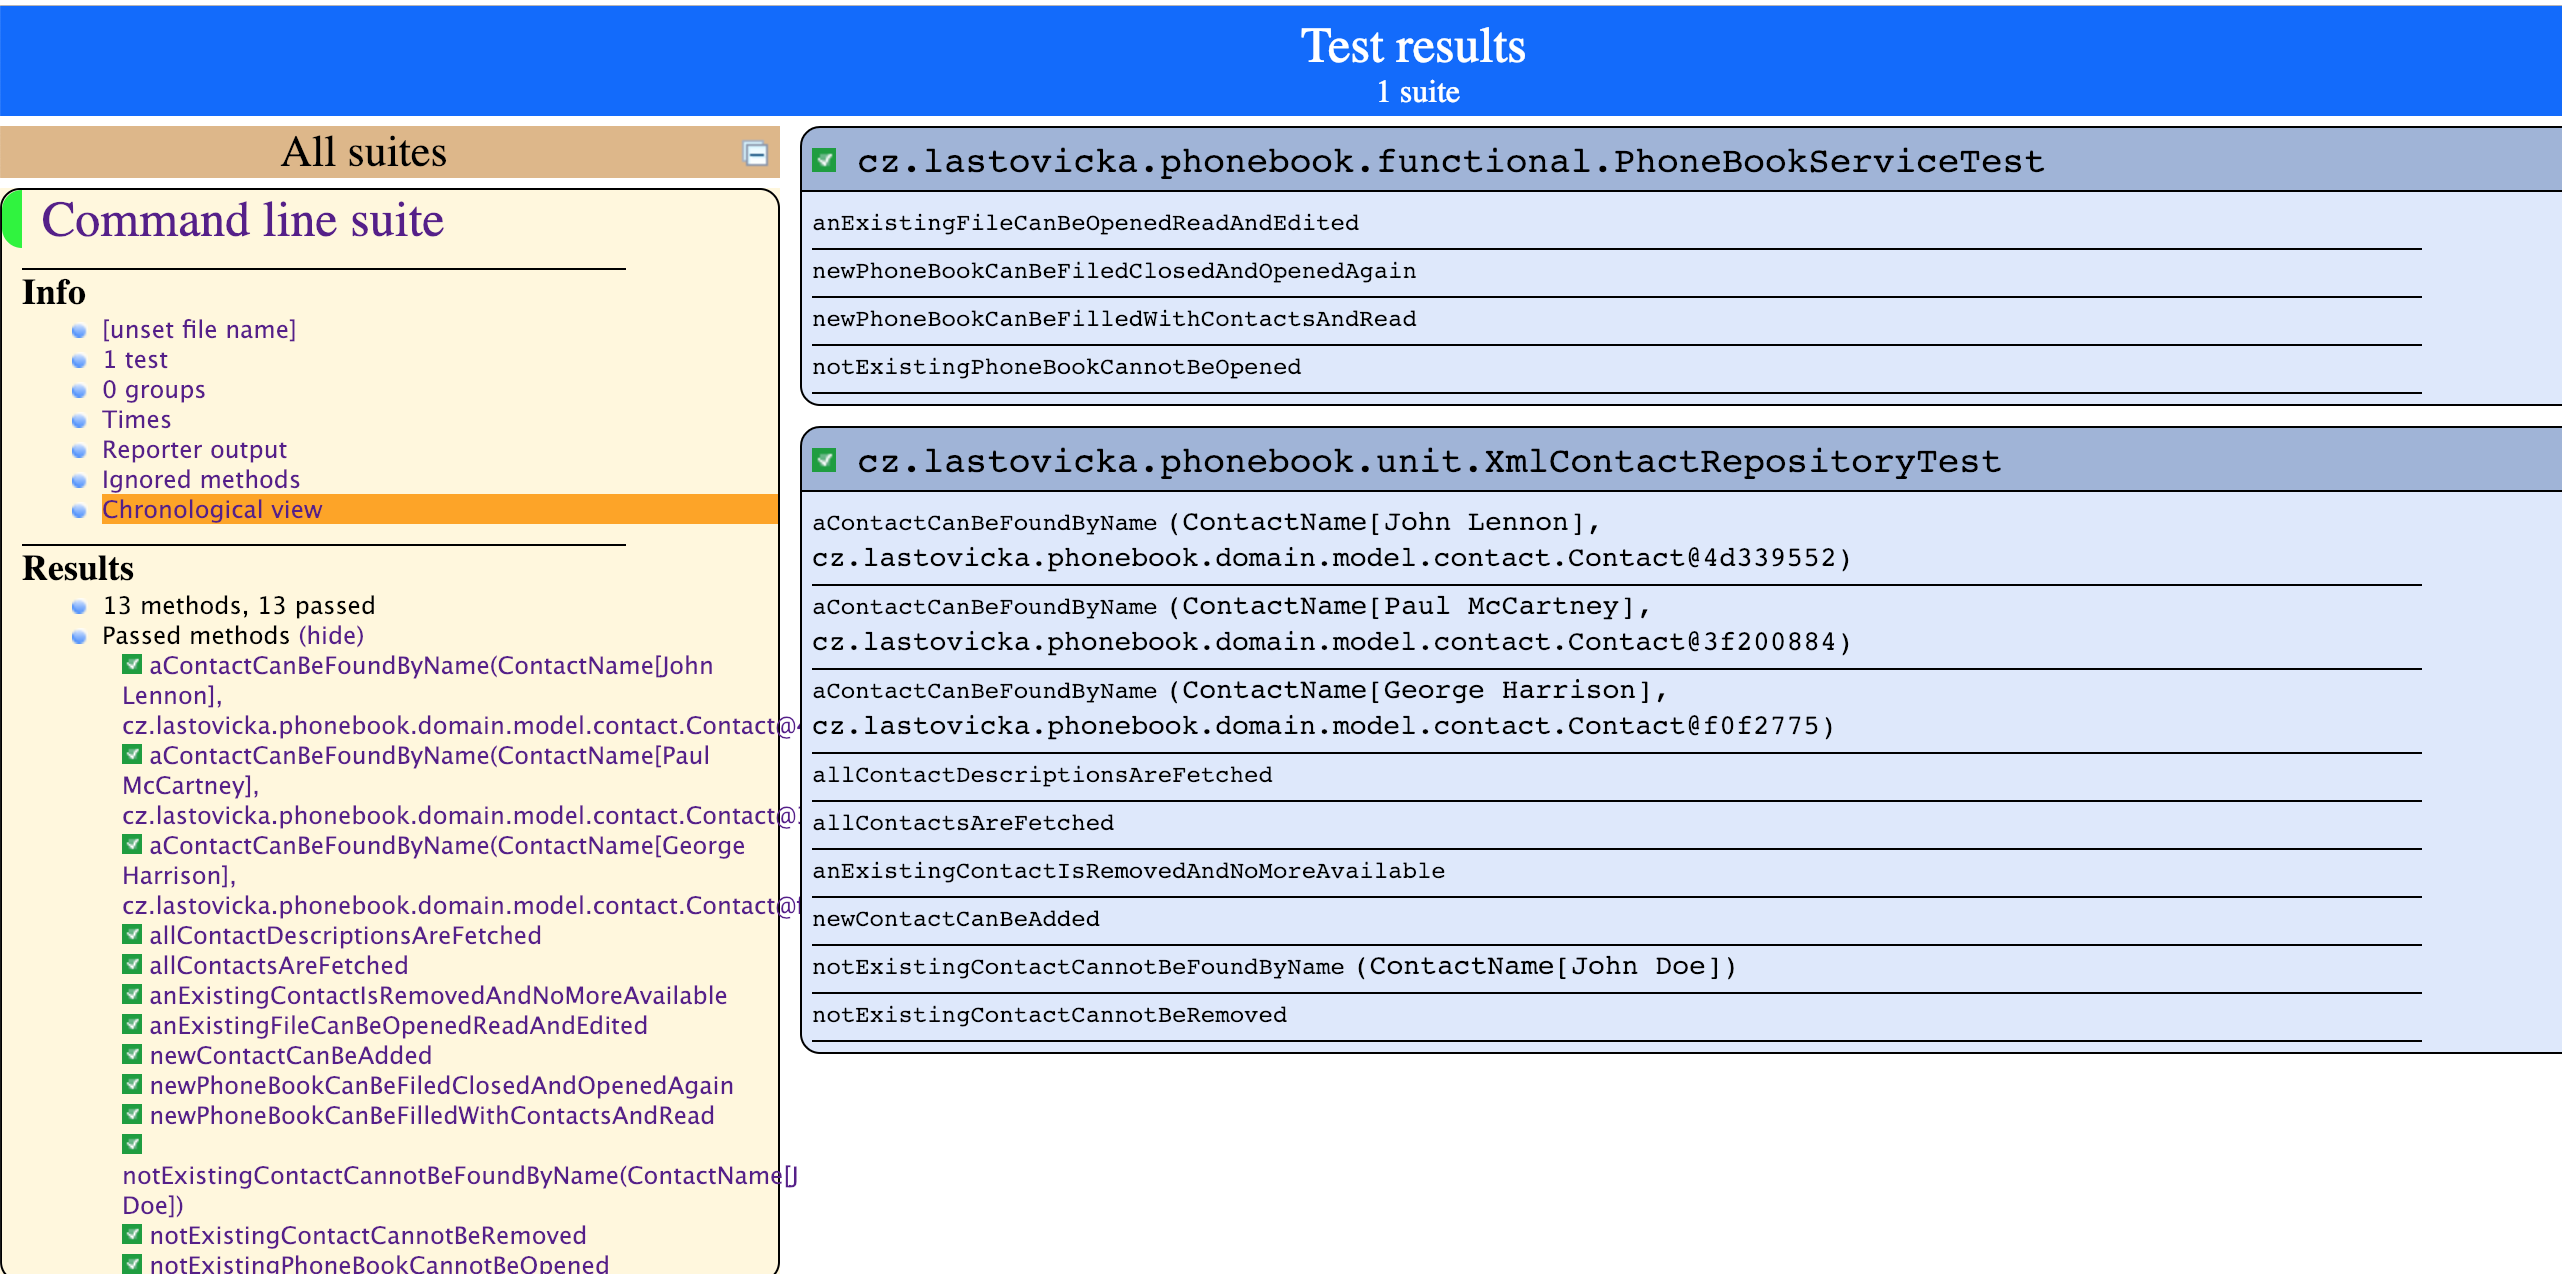 Test results
1 suite
All suites
Command line suite
Info
[unset file name]
1 test
0 groups
Times
Reporter output
Ignored methods
Chronological view
Results
13 methods, 13 passed
Passed methods (hide)
aContactCanBeFoundByName(ContactName[John
Lennon],
cz.lastovicka.phonebook.domain.model.contact.Contact@
aContactCanBeFoundByName(ContactName[Paul
McCartney],
cz.lastovicka.phonebook.domain.model.contact.Contact@
aContactCanBeFoundByName(ContactName[George
Harrison],
cz.lastovicka.phonebook.domain.model.contact.Contact@
allContactDescriptionsAreFetched
allContactsAreFetched
anExistingContactIsRemovedAndNoMoreAvailable
anExistingFileCanBeOpenedReadAndEdited
newContactCanBeAdded
newPhoneBookCanBeFiledClosedAndOpenedAgain
newPhoneBookCanBeFilledWithContactsAndRead
notExistingContactCannotBeFoundByName(ContactName[J
Doe])
notExistingContactCannotBeRemoved
notExistingPhoneBookCannotBeOpened
cz.lastovicka.phonebook.functional.PhoneBookServiceTest
anExistingFileCanBeOpenedReadAndEdited
newPhoneBookCanBeFiledClosedAndOpenedAgain
newPhoneBookCanBeFilledWithContactsAndRead
notExistingPhoneBookCannotBeOpened
cz.lastovicka.phonebook.unit.XmlContactRepositoryTest
aContactCanBeFoundByName (ContactName[John Lennon],
cz.lastovicka.phonebook.domain.model.contact.Contact@4d339552)
aContactCanBeFoundByName (ContactName[Paul McCartney],
cz.lastovicka.phonebook.domain.model.contact.Contact@3f200884)
aContactCanBeFoundByName (ContactName[George Harrison],
cz.lastovicka.phonebook.domain.model.contact.Contact@f0f2775)
allContactDescriptionsAreFetched
allContactsAreFetched
anExistingContactIsRemovedAndNoMoreAvailable
newContactCanBeAdded
notExistingContactCannotBeFoundByName (ContactName[John Doe])
notExistingContactCannotBeRemoved